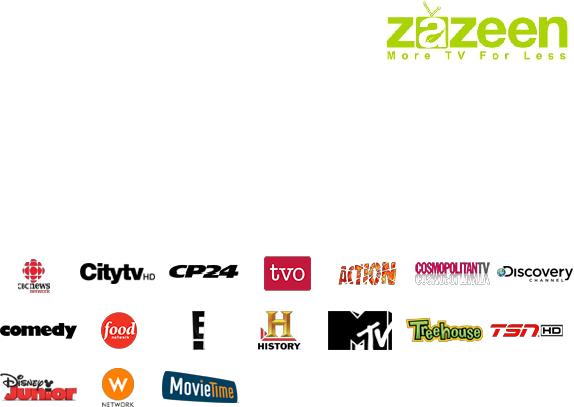 zazeen
More TV For Less
cbc news network
Citytv HD
CP24
tvo
ACTION
COSMOPOLITAN TV
Discovery CHANNEL
comedy
food network
E!
H HISTORY
MTV
Treehouse
TSN HD
Disney Junior
W NETWORK
MovieTime